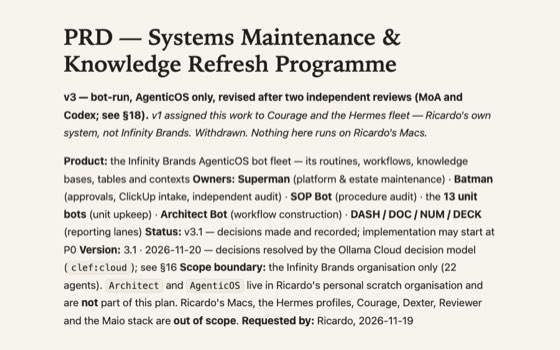 PRD — Systems Maintenance &
Knowledge Refresh Programme
v3 — bot-run, AgenticOS only, revised after two independent reviews (MoA and
Codex; see §18). v1 assigned this work to Courage and the Hermes fleet — Ricardo's own
system, not Infinity Brands. Withdrawn. Nothing here runs on Ricardo's Macs.
Product: the Infinity Brands AgenticOS bot fleet — its routines, workflows, knowledge
bases, tables and contexts Owners: Superman (platform & estate maintenance) · Batman
(approvals, ClickUp intake, independent audit) · SOP Bot (procedure audit) · the 13 unit
bots (unit upkeep) · Architect Bot (workflow construction) · DASH / DOC / NUM / DECK
(reporting lanes) Status: v3.1 — decisions made and recorded; implementation may start at
P0 Version: 3.1 · 2026-11-20 — decisions resolved by the Ollama Cloud decision model
( clef:cloud ); see §16 Scope boundary: the Infinity Brands organisation only (22
agents). Architect and AgenticOS live in Ricardo's personal scratch organisation and
are not part of this plan. Ricardo's Macs, the Hermes profiles, Courage, Dexter, Reviewer
and the Maio stack are out of scope. Requested by: Ricardo, 2026-11-19